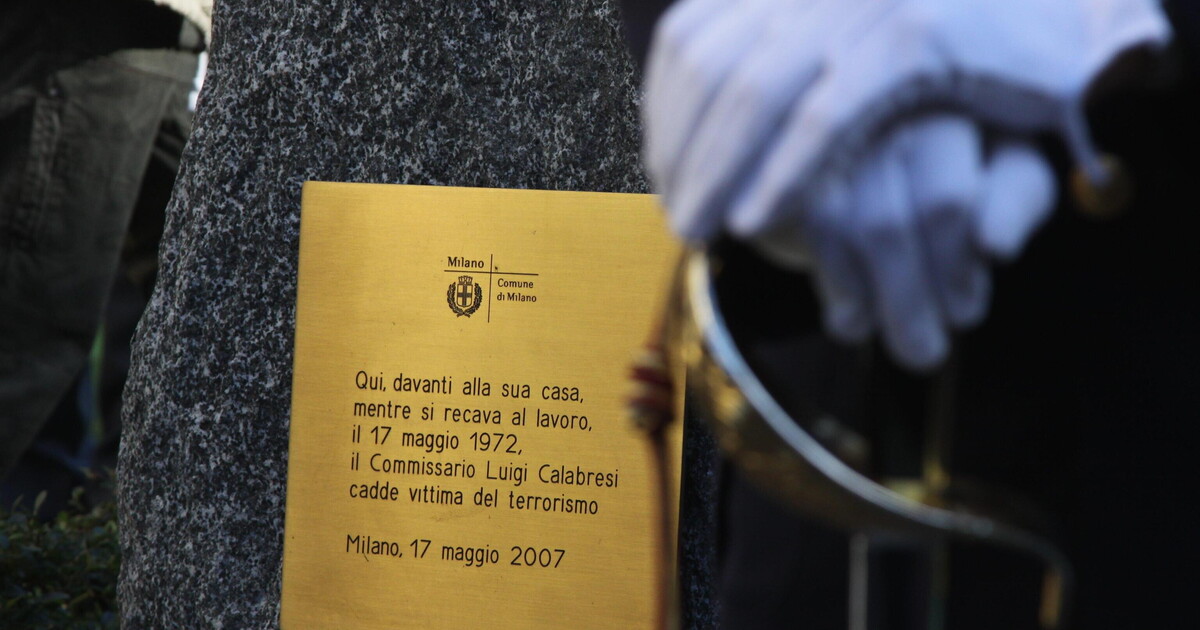 Milano
Comune
di Milano
Qui, davanti alla sua casa,
mentre si recava al lavoro,
il 17 maggio 1972,
il Commissario Luigi Calabresi
cadde vittima del terrorismo
Milano, 17 maggio 2007